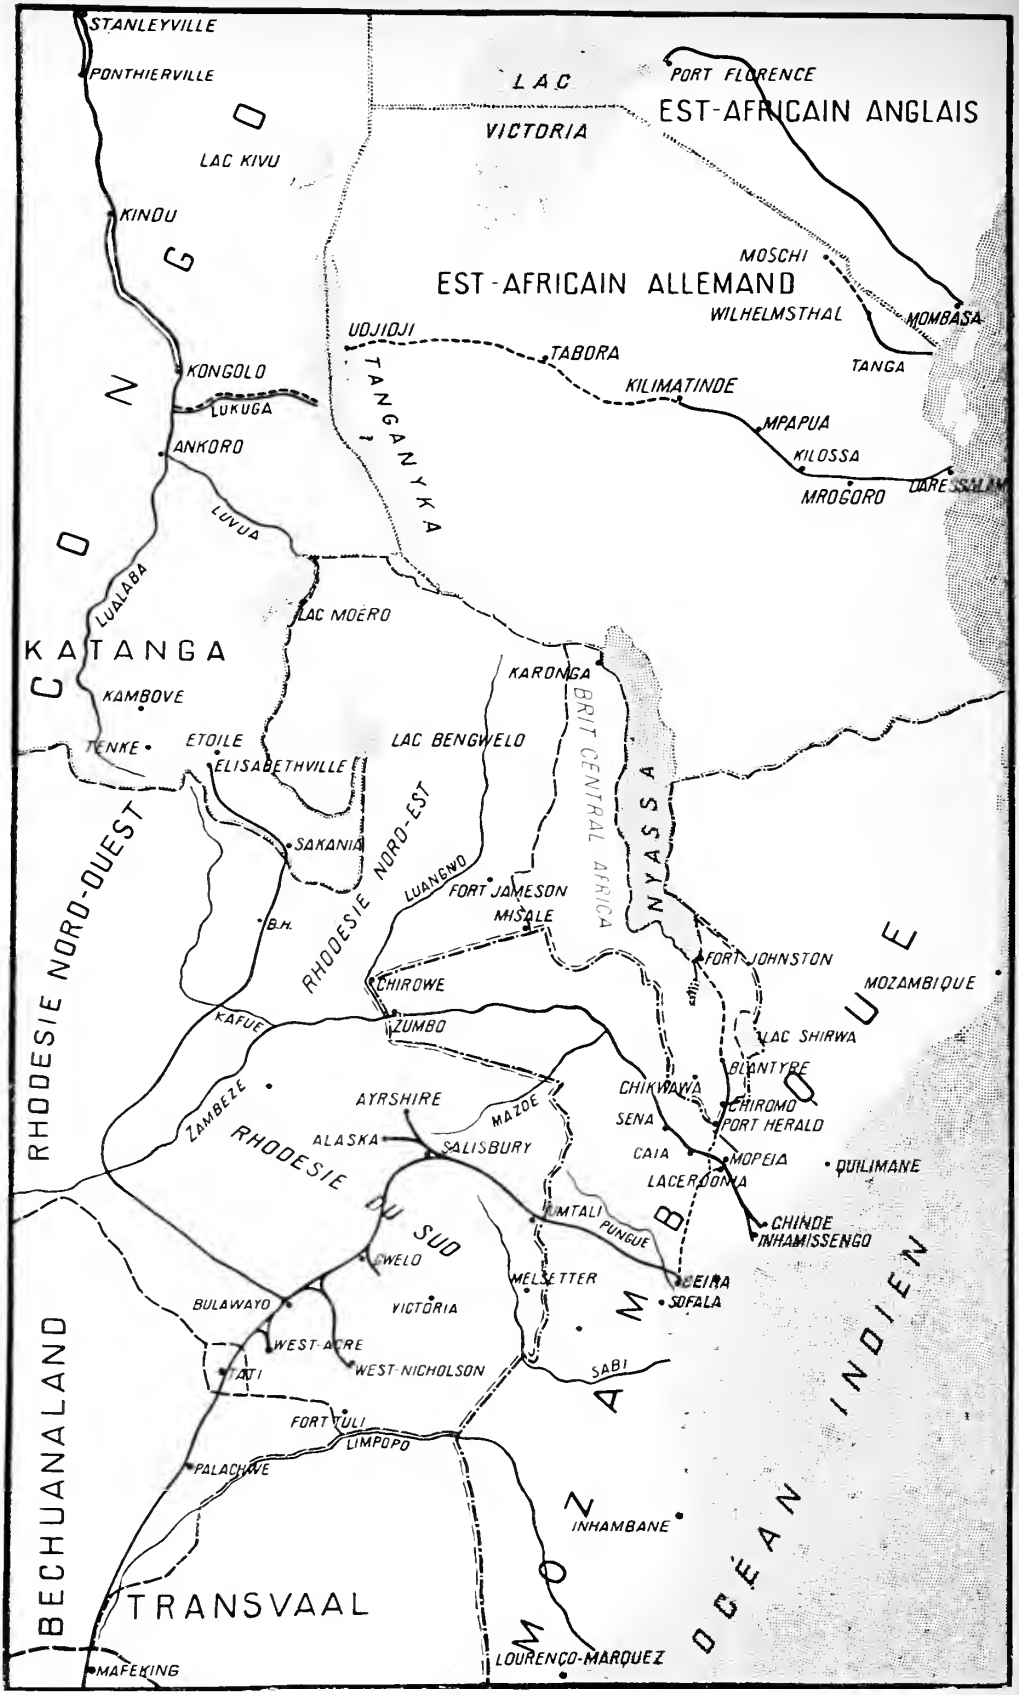 STANLEYVILLE
PONTHIERVILLE
LAC
VICTORIA
PORT FLORENCE
EST-AFRICAIN ANGLAIS
LAC KIVU
KINDU
MOSCHI
EST-AFRICAIN ALLEMAND
WILHELMSTHAL
MOMBASA
UDJIDJI
TABORA
TANGA
KONGOLO
KILIMATINDE
LUKUGA
TANGANYKA
MPAPUA
ANKORO
KILOSSA
MROGORO
DARESSALAM
LUVUA
CONGO
LUALABA
LAC MOËRO
KATANGA
KARONGA
KAMBOVE
TENKE
ETOILE
ELISABETHVILLE
LAC BENGWELO
BRIT CENTRAL AFRICA
NYASSA
RHODESIE NORD-OUEST
SAKANIA
RHODESIE NORD-EST
LUANGWO
FORT JAMESON
MISALE
B.H.
FORT JOHNSTON
MOZAMBIQUE
CHIROWE
KAFUE
ZUMBO
LAC SHIRWA
BLANTYRE
CHIKWAWA
CHIROMO
ZAMBEZE
AYRSHIRE
MAZOE
SENA
PORT HERALD
ALASKA
SALISBURY
CAIA
MOPEIA
QUILIMANE
LACERDONIA
RHODESIE DU SUD
UMTALI
PUNGUE
CHINDE
INHAMISSENGO
GWELO
MELSETTER
BEIRA
SOFALA
BULAWAYO
VICTORIA
WEST-ACRE
WEST-NICHOLSON
TATI
SABI
FORT TULI
LIMPOPO
PALACHWE
BECHUANALAND
INHAMBANE
MOZAMBIQUE
OCÉAN INDIEN
TRANSVAAL
LOURENÇO-MARQUEZ
MAFEKING